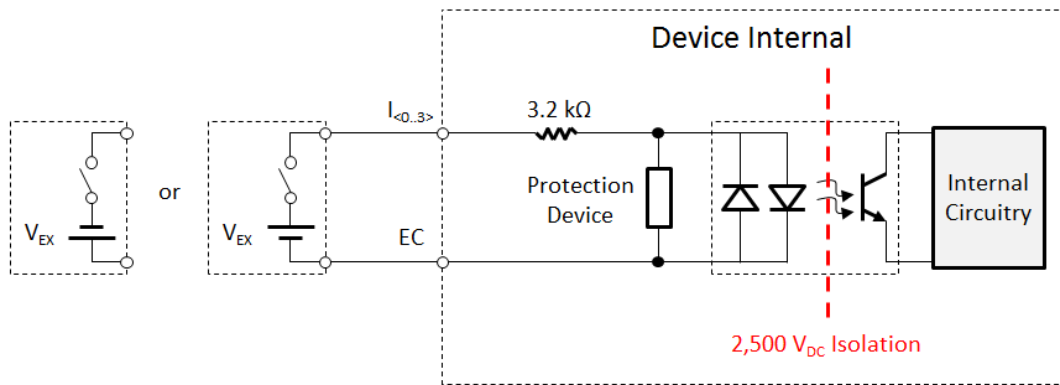 Device Internal
I<0..3>
3.2 kΩ
or
Protection
Device
Internal
Circuitry
VEX
VEX
EC
2,500 VDC Isolation